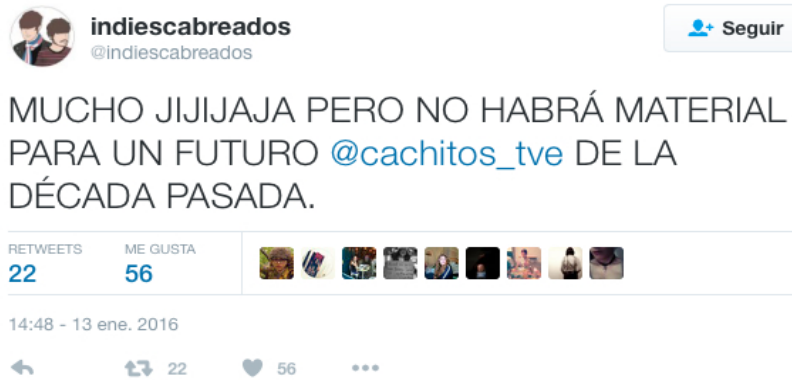 indiescabreados
@indiescabreados
Seguir
MUCHO JIJIJAJA PERO NO HABRÁ MATERIAL
PARA UN FUTURO @cachitos_tve DE LA
DÉCADA PASADA.
RETWEETS
22
ME GUSTA
56
14:48 - 13 ene. 2016
22
56